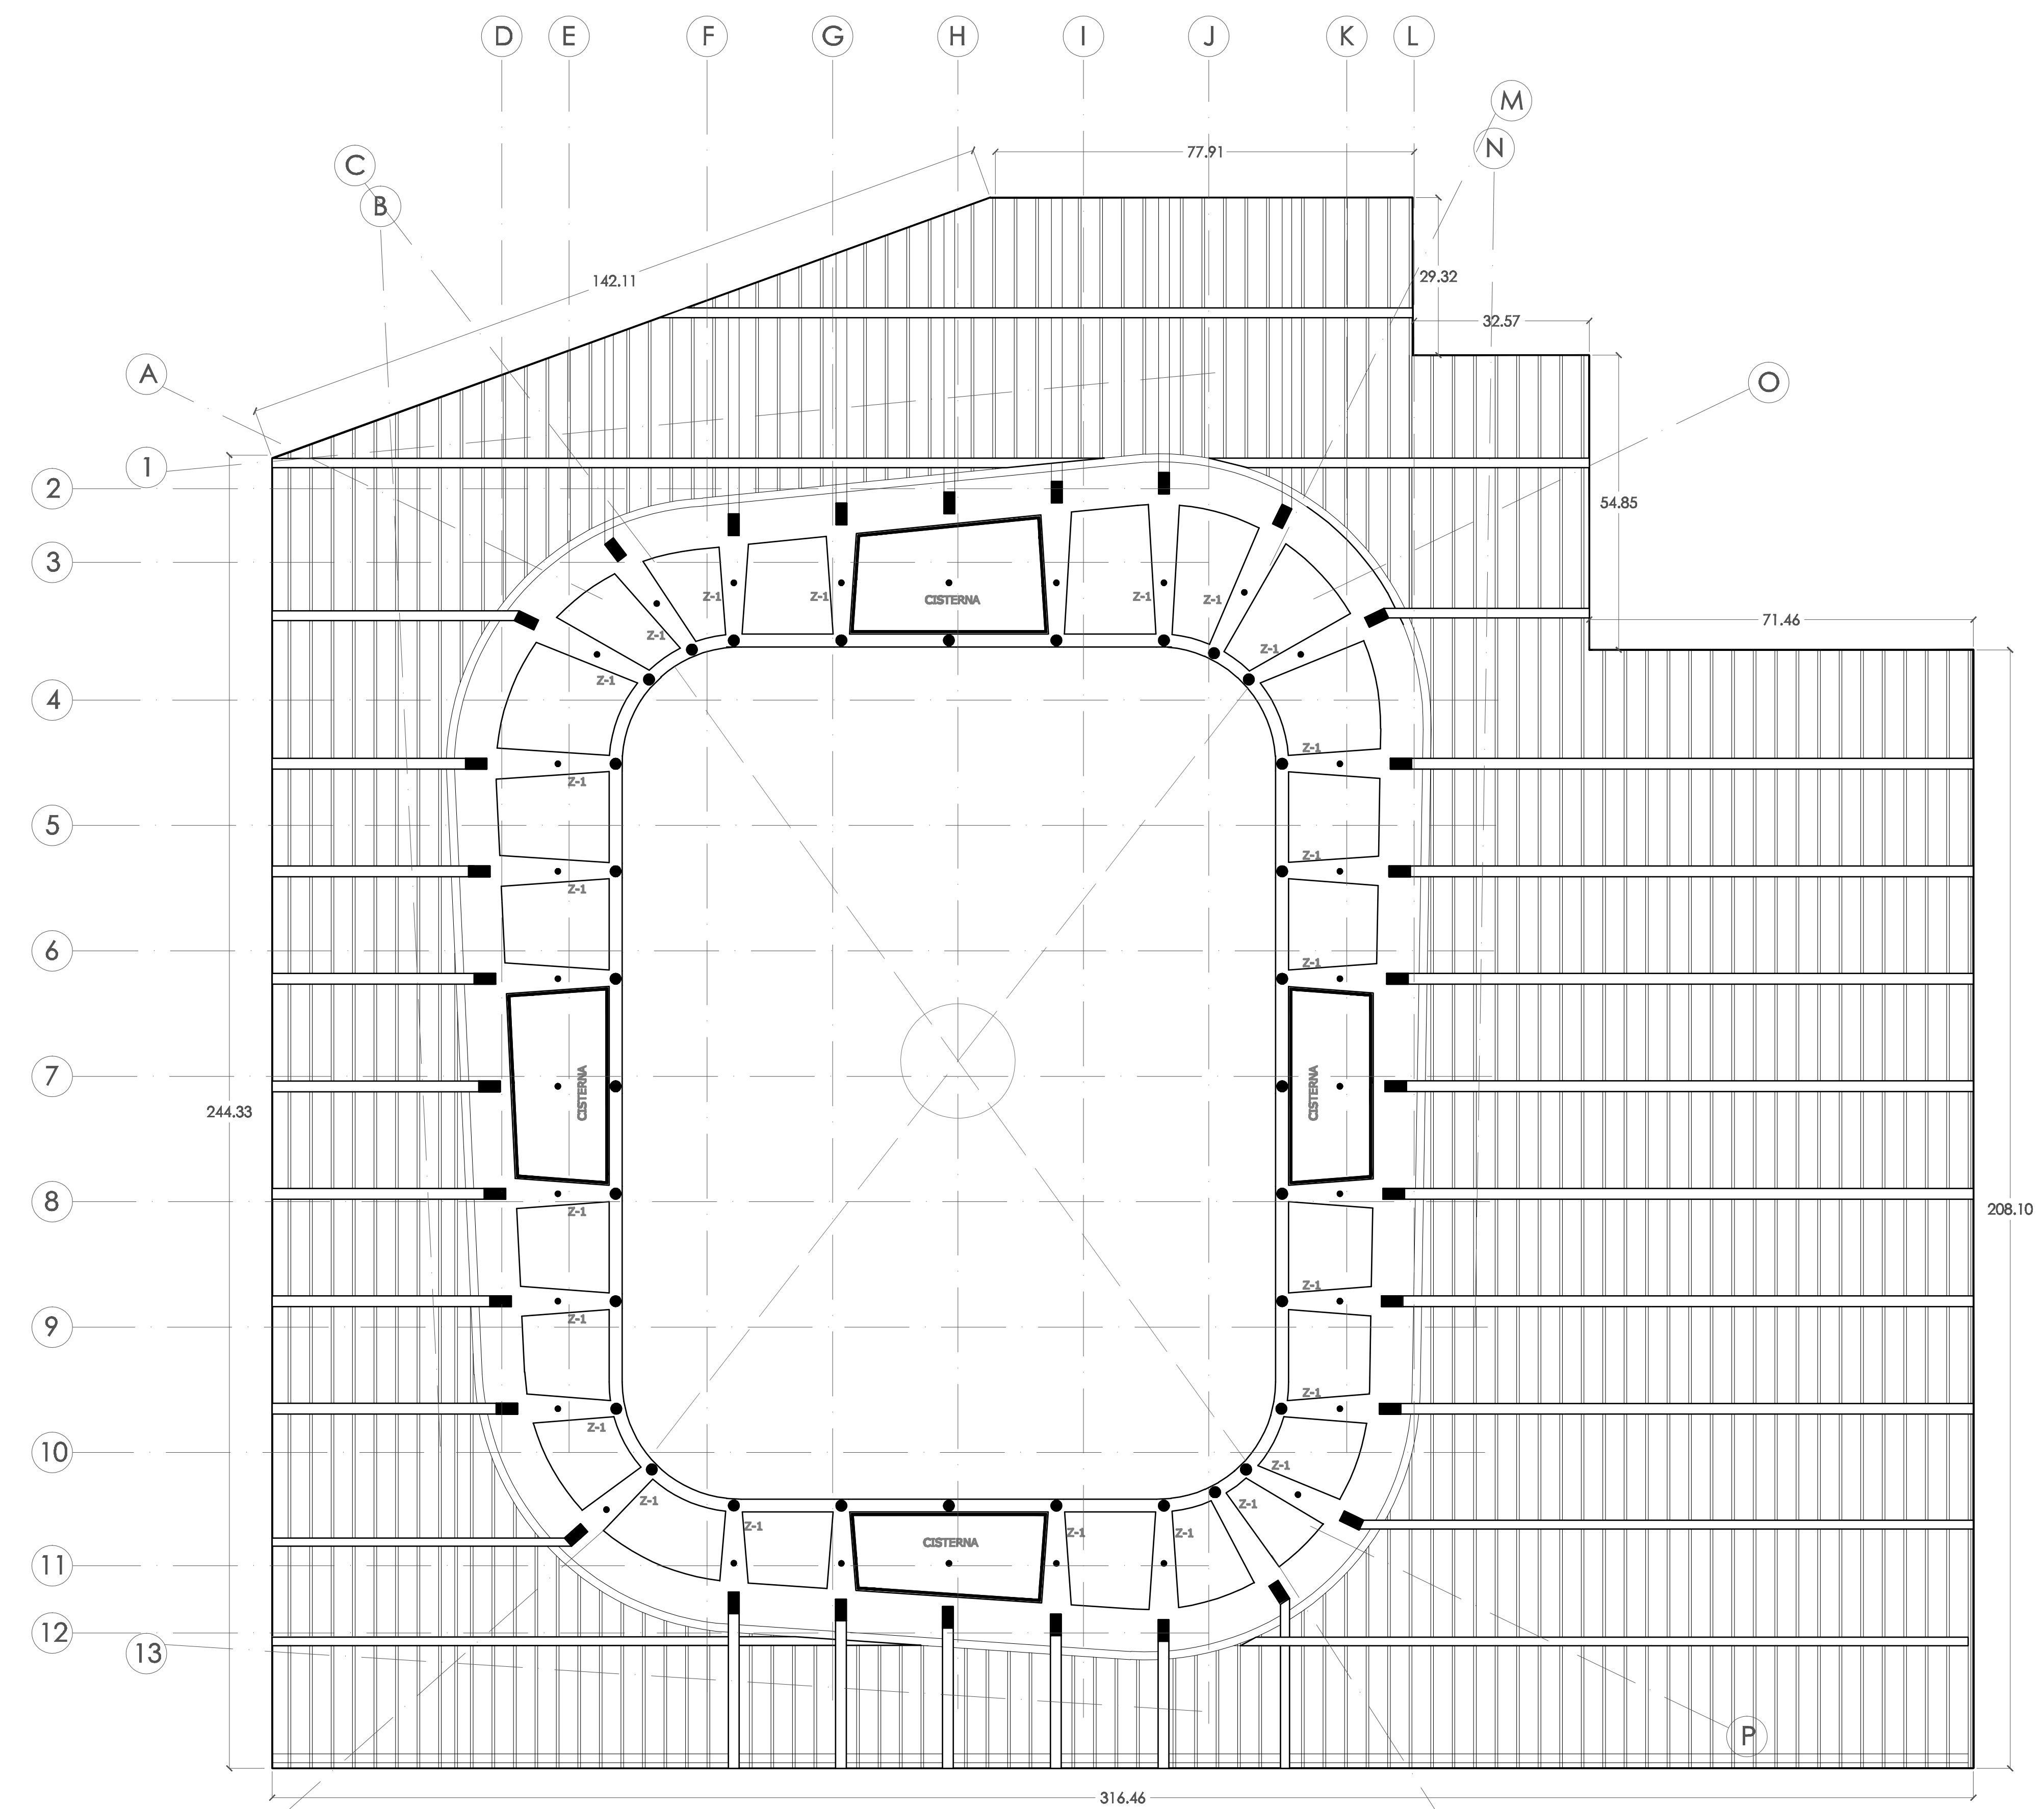 D E F G H I J K L
M
77.91
N
C
B
29.32
142.11
32.57
A
O
1
2
54.85
3
Z-1 Z-1 CISTERNA Z-1 Z-1
71.46
Z-1 Z-1
Z-1
4
Z-1
Z-1
5
Z-1
Z-1
6
Z-1
7
CISTERNA CISTERNA
244.33
8
Z-1
208.10
Z-1
9
Z-1
Z-1
10
Z-1
Z-1
Z-1 Z-1
Z-1 Z-1 Z-1
CISTERNA
11
12
13
P
316.46